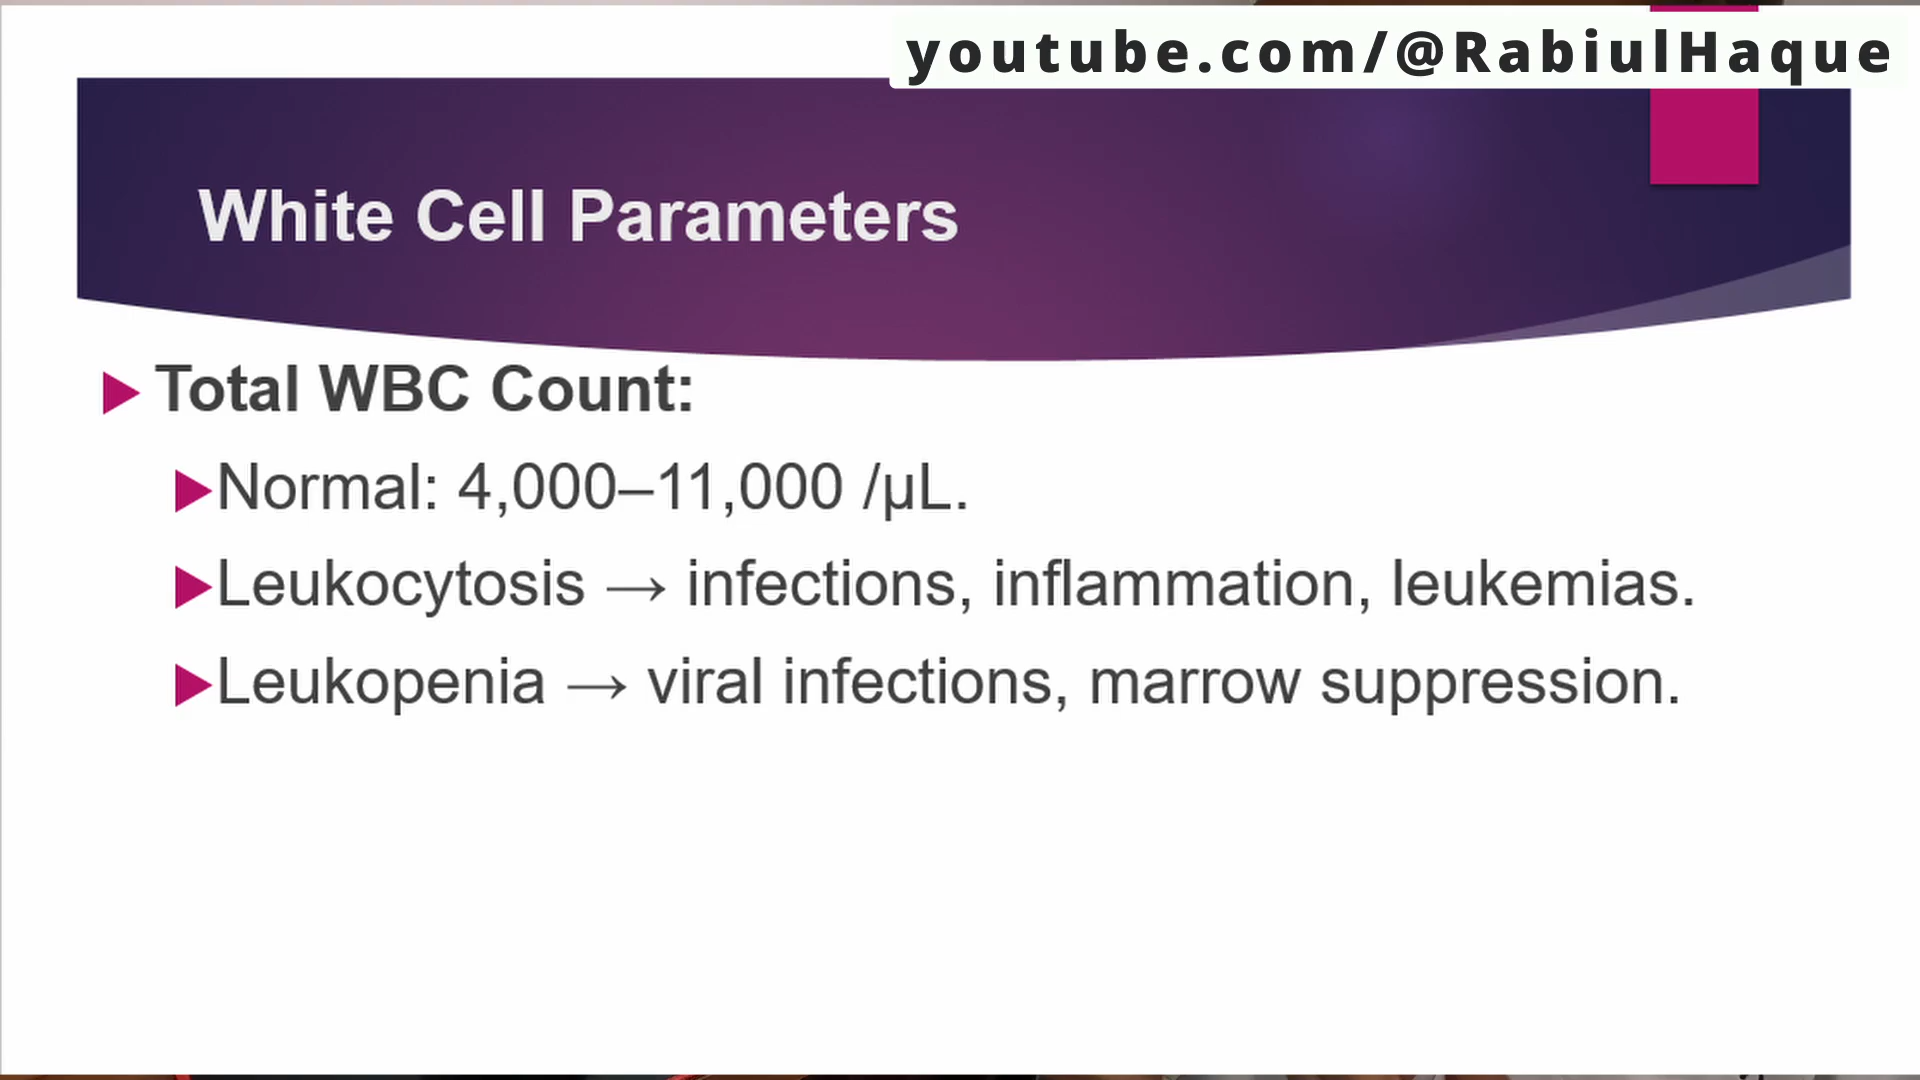 youtube.com/@RabiulHaque
White Cell Parameters
Total WBC Count:
Normal: 4,000–11,000 /µL.
Leukocytosis → infections, inflammation, leukemias.
Leukopenia → viral infections, marrow suppression.